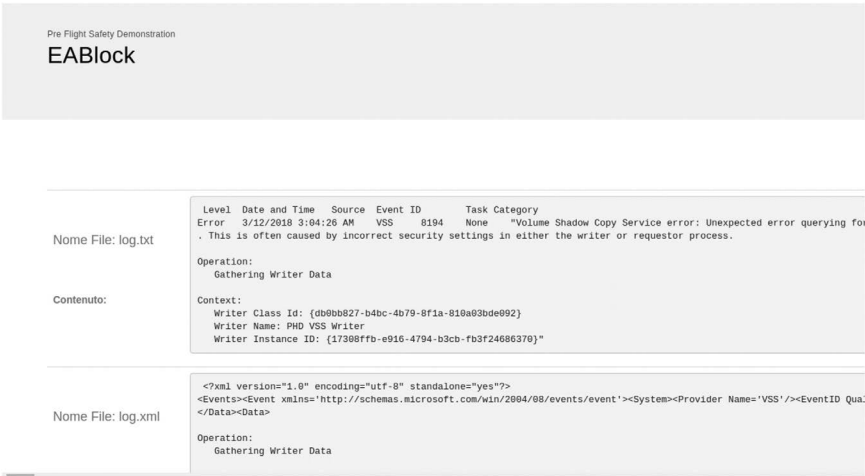 Pre Flight Safety Demonstration
EABlock
Level Date and Time Source Event ID Task Category
Error 3/12/2018 3:04:26 AM VSS 8194 None "Volume Shadow Copy Service error: Unexpected error querying for
. This is often caused by incorrect security settings in either the writer or requestor process.
Nome File: log.txt
Operation:
Gathering Writer Data
Contenuto:
Context:
Writer Class Id: {db0bb827-b4bc-4b79-8f1a-810a03bde092}
Writer Name: PHD VSS Writer
Writer Instance ID: {17308ffb-e916-4794-b3cb-fb3f24686370}"
<?xml version="1.0" encoding="utf-8" standalone="yes"?>
<Events><Event xmlns='http://schemas.microsoft.com/win/2004/08/events/event'><System><Provider Name='VSS'/><EventID Qual
</Data><Data>
Nome File: log.xml
Operation:
Gathering Writer Data